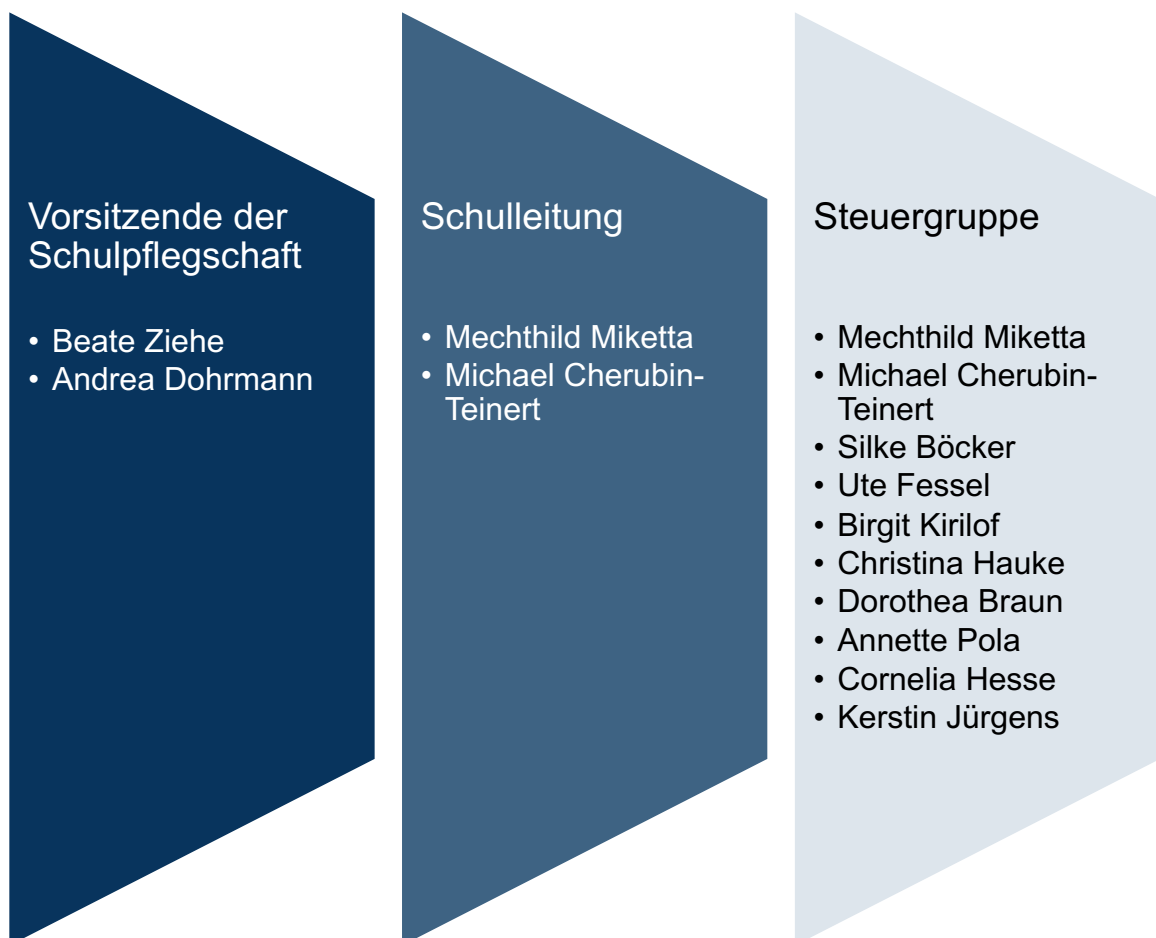 Vorsitzende der
Schulpflegschaft
• Beate Ziehe
• Andrea Dohrmann
Schulleitung
• Mechthild Miketta
• Michael Cherubin-
Teinert
Steuergruppe
• Mechthild Miketta
• Michael Cherubin-
Teinert
• Silke Böcker
• Ute Fessel
• Birgit Kirilof
• Christina Hauke
• Dorothea Braun
• Annette Pola
• Cornelia Hesse
• Kerstin Jürgens